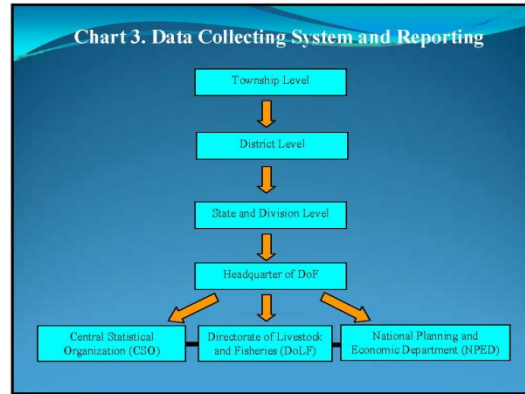 Chart 3. Data Collecting System and Reporting
Township Level
District Level
State and Division Level
Headquarter of DoF
Central Statistical
Organization (CSO)
Directorate of Livestock
and Fisheries (DoLF)
National Planning and
Economic Department (NPED)